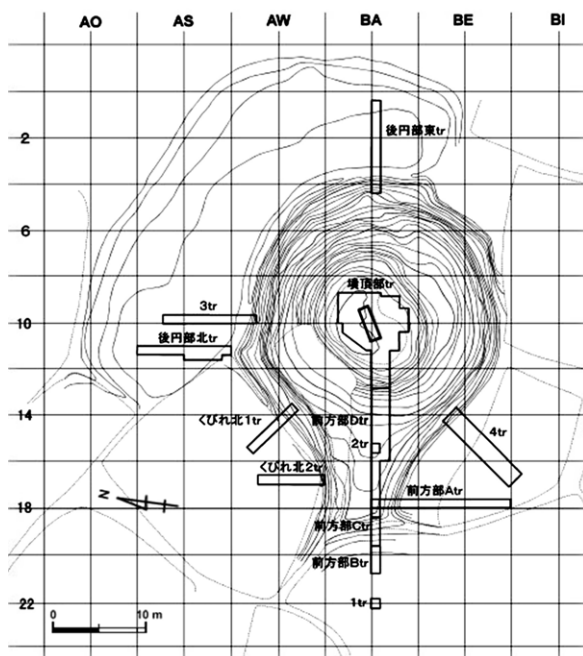 AO AS AW BA BE BI
2
後円部東tr
6
墳頂部tr
3tr
10
後円部北tr
くびれ北1tr
前方部Dtr
14
2tr
4tr
くびれ北2tr
前方部Atr
N
18
前方部Ctr
前方部Btr
22
1tr
0 10 m